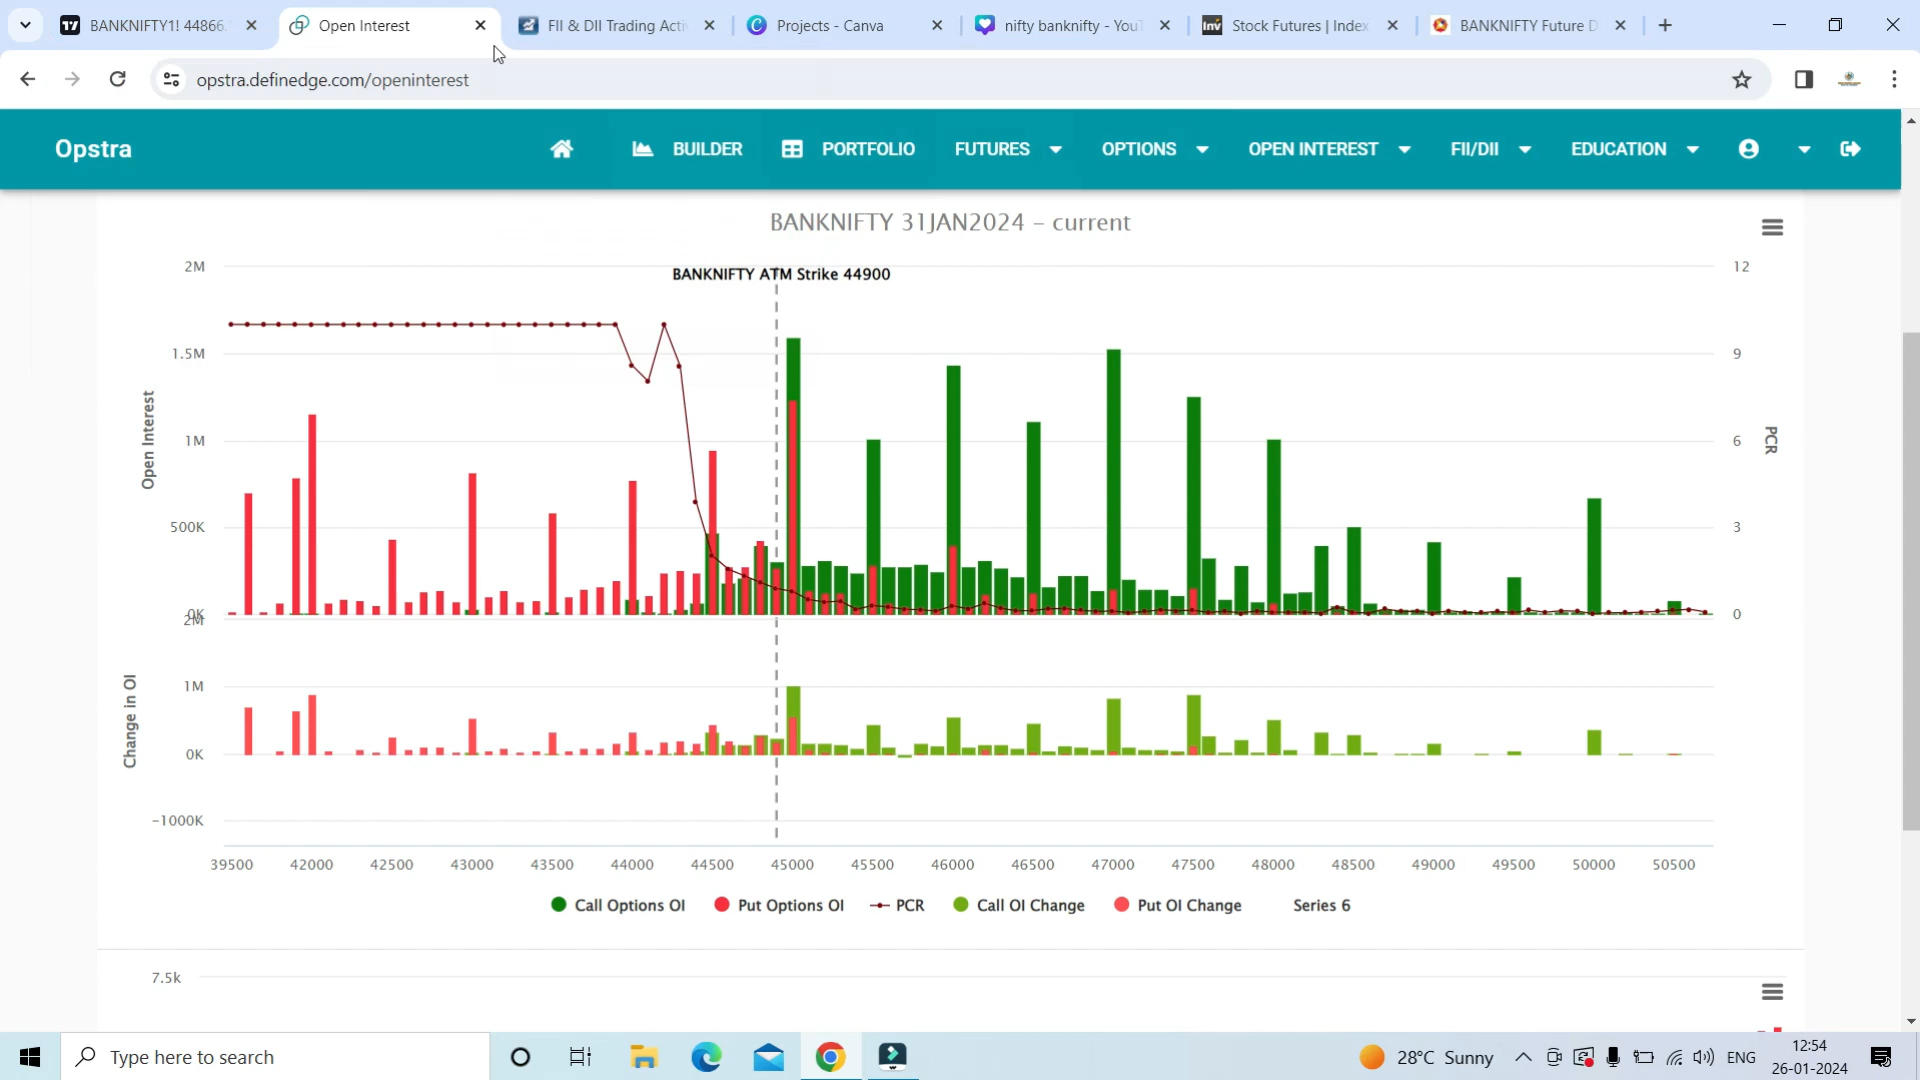 BANKNIFTY1! 44866.
Open Interest
FII & DII Trading Acti
Projects - Canva
nifty banknifty - YouT
Stock Futures | Index
BANKNIFTY Future D
opstra.definedge.com/openinterest
Opstra
BUILDER
PORTFOLIO
FUTURES
OPTIONS
OPEN INTEREST
FII/DII
EDUCATION
BANKNIFTY 31JAN2024 – current
BANKNIFTY ATM Strike 44900
2M
12
1.5M
9
1M
6
500K
3
0K
0
2M
Open Interest
PCR
1M
0K
-1000K
Change in OI
39500 42000 42500 43000 43500 44000 44500 45000 45500 46000 46500 47000 47500 48000 48500 49000 49500 50000 50500
Call Options OI Put Options OI PCR Call OI Change Put OI Change Series 6
7.5k
Type here to search
28°C Sunny
ENG
12:54
26-01-2024